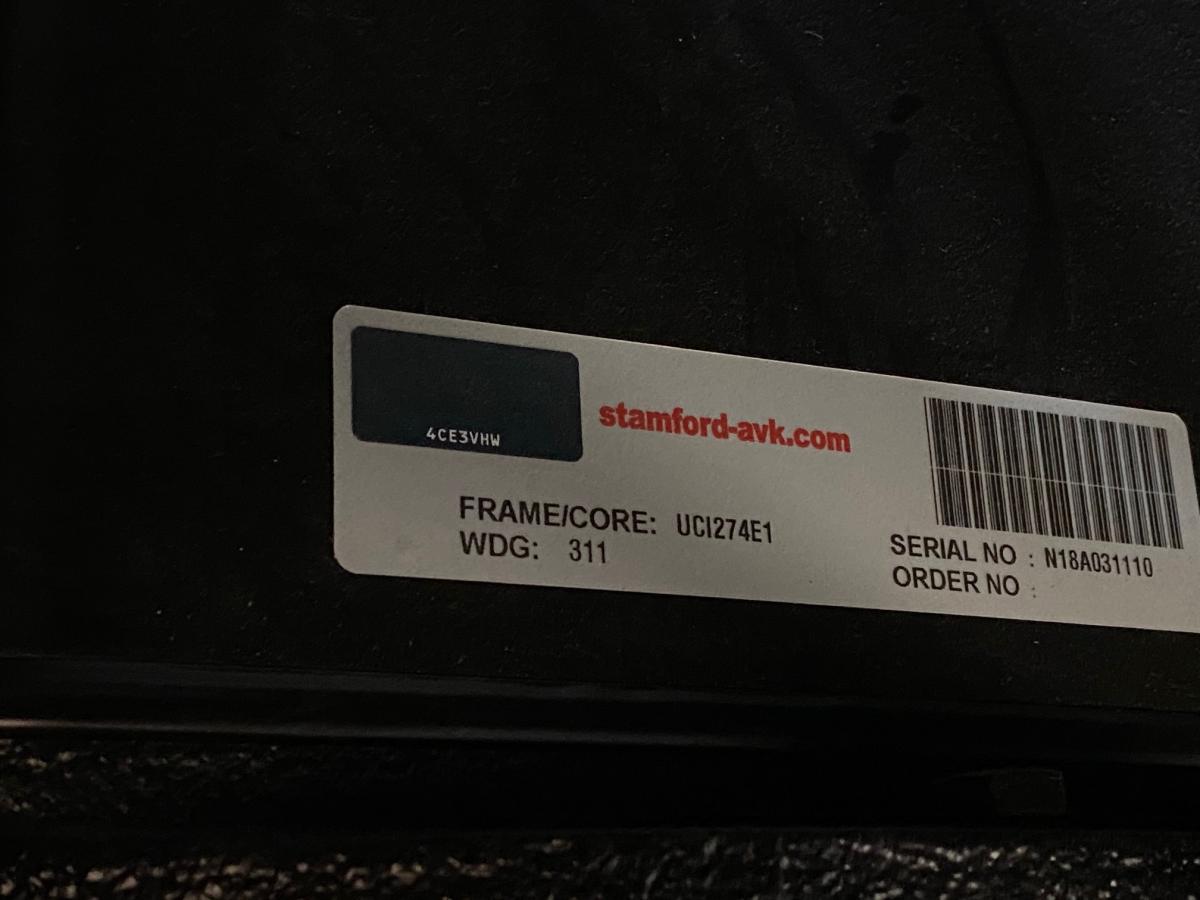 4CE3VHW
stamford-avk.com
FRAME/CORE: UCI274E1
WDG: 311
SERIAL NO : N18A031110
ORDER NO :